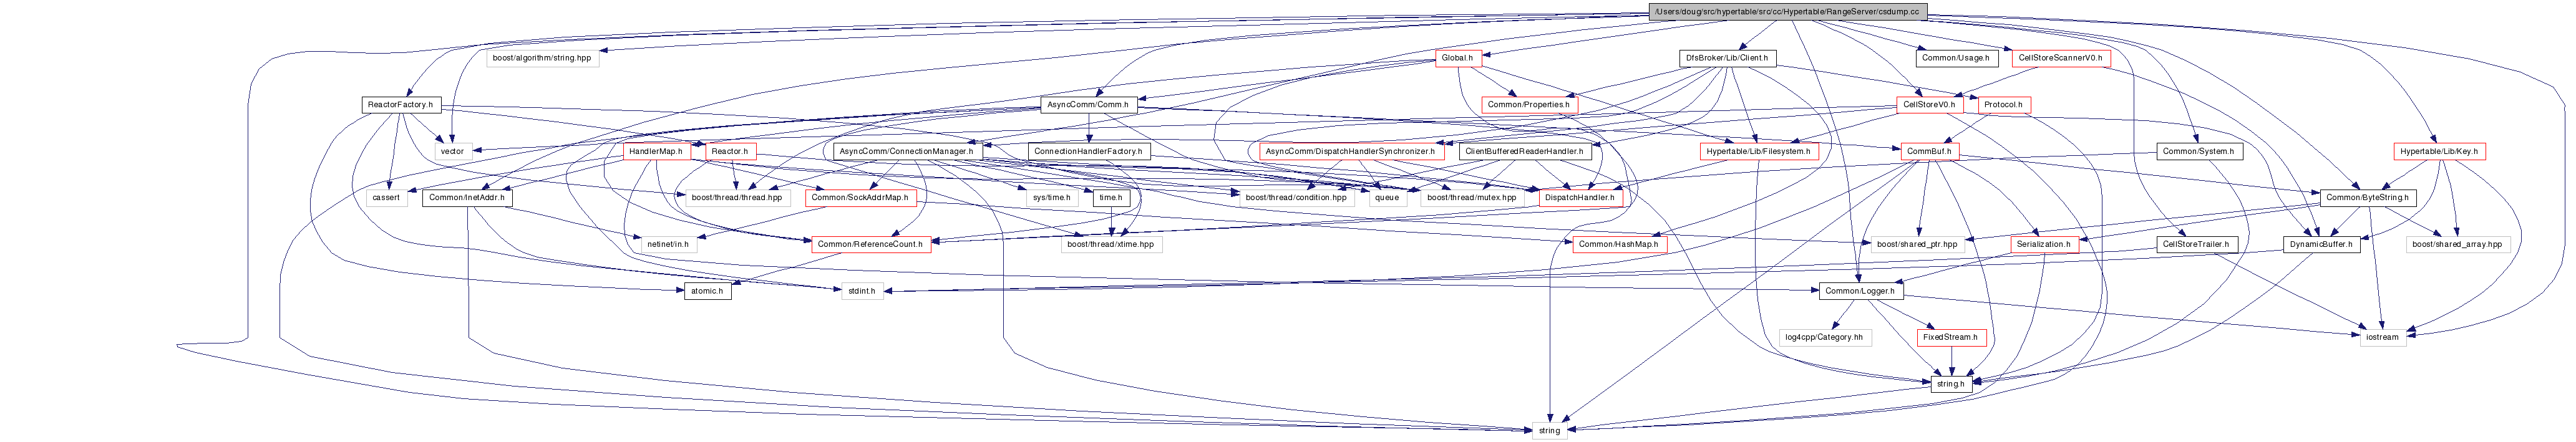 /Users/doug/src/hypertable/src/cc/Hypertable/RangeServer/csdump.cc
boost/algorithm/string.hpp
Global.h
DfsBroker/Lib/Client.h
Common/Usage.h
CellStoreScannerV0.h
ReactorFactory.h
AsyncComm/Comm.h
Common/Properties.h
CellStoreV0.h
Protocol.h
vector
HandlerMap.h
Reactor.h
AsyncComm/ConnectionManager.h
ConnectionHandlerFactory.h
AsyncComm/DispatchHandlerSynchronizer.h
ClientBufferedReaderHandler.h
Hypertable/Lib/Filesystem.h
CommBuf.h
Common/System.h
Hypertable/Lib/Key.h
cassert
Common/InetAddr.h
boost/thread/thread.hpp
Common/SockAddrMap.h
sys/time.h
time.h
boost/thread/condition.hpp
queue
boost/thread/mutex.hpp
DispatchHandler.h
Common/ByteString.h
netinet/in.h
Common/ReferenceCount.h
boost/thread/xtime.hpp
Common/HashMap.h
boost/shared_ptr.hpp
Serialization.h
CellStoreTrailer.h
DynamicBuffer.h
boost/shared_array.hpp
atomic.h
stdint.h
Common/Logger.h
log4cpp/Category.hh
FixedStream.h
iostream
string.h
string